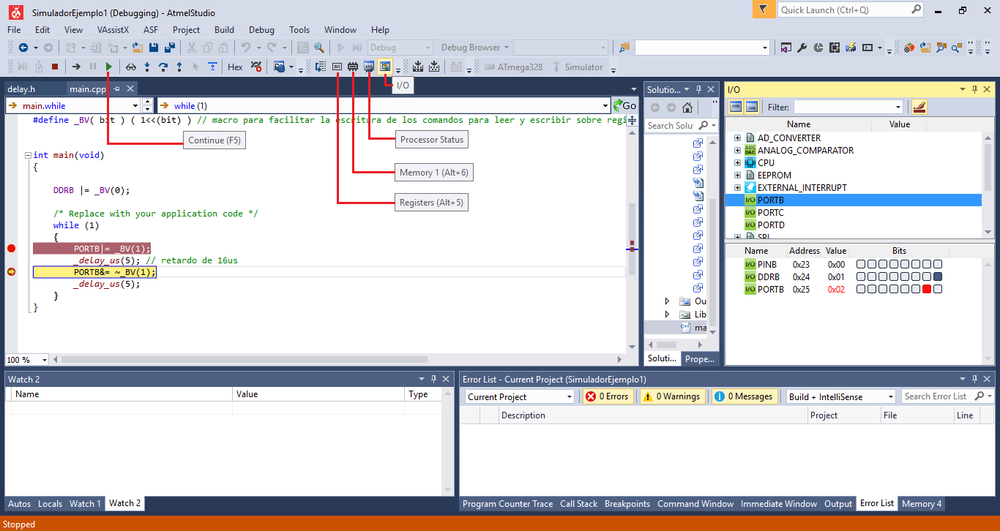 SimuladorEjemplo1 (Debugging) - AtmelStudio
Quick Launch (Ctrl+Q)
File Edit View VAssistX ASF Project Build Debug Tools Window Help
Debug Debug Browser
Hex ATmega328 Simulator
I/O
delay.h main.cpp
main.while while (1) Go
#define _BV( bit ) ( 1<<(bit) ) // macro para facilitar la escritura de los comandos para leer y escribir sobre regi
Continue (F5)
Processor Status
Memory 1 (Alt+6)
Registers (Alt+5)
int main(void)
{
DDRB |= _BV(0);
/* Replace with your application code */
while (1)
{
PORTB|= _BV(1);
_delay_us(5); // retardo de 16us
PORTB&= ~_BV(1);
_delay_us(5);
}
}
100 %
Solutio...
Search Solu
Ou
Lib
ma
Soluti... Prope...
I/O
Filter:
Name Value
AD_CONVERTER
ADC DAC ANALOG_COMPARATOR
CPU
EEPROM
EXTERNAL_INTERRUPT
I/O PORTB
I/O PORTC
I/O PORTD
SPI
Name Address Value Bits
I/O PINB 0x23 0x00
I/O DDRB 0x24 0x01
I/O PORTB 0x25 0x02
Watch 2
Name Value Type
Autos Locals Watch 1 Watch 2
Error List - Current Project (SimuladorEjemplo1)
Current Project 0 Errors 0 Warnings 0 Messages Build + IntelliSense Search Error List
Description Project File Line
Program Counter Trace Call Stack Breakpoints Command Window Immediate Window Output Error List Memory 4
Stopped